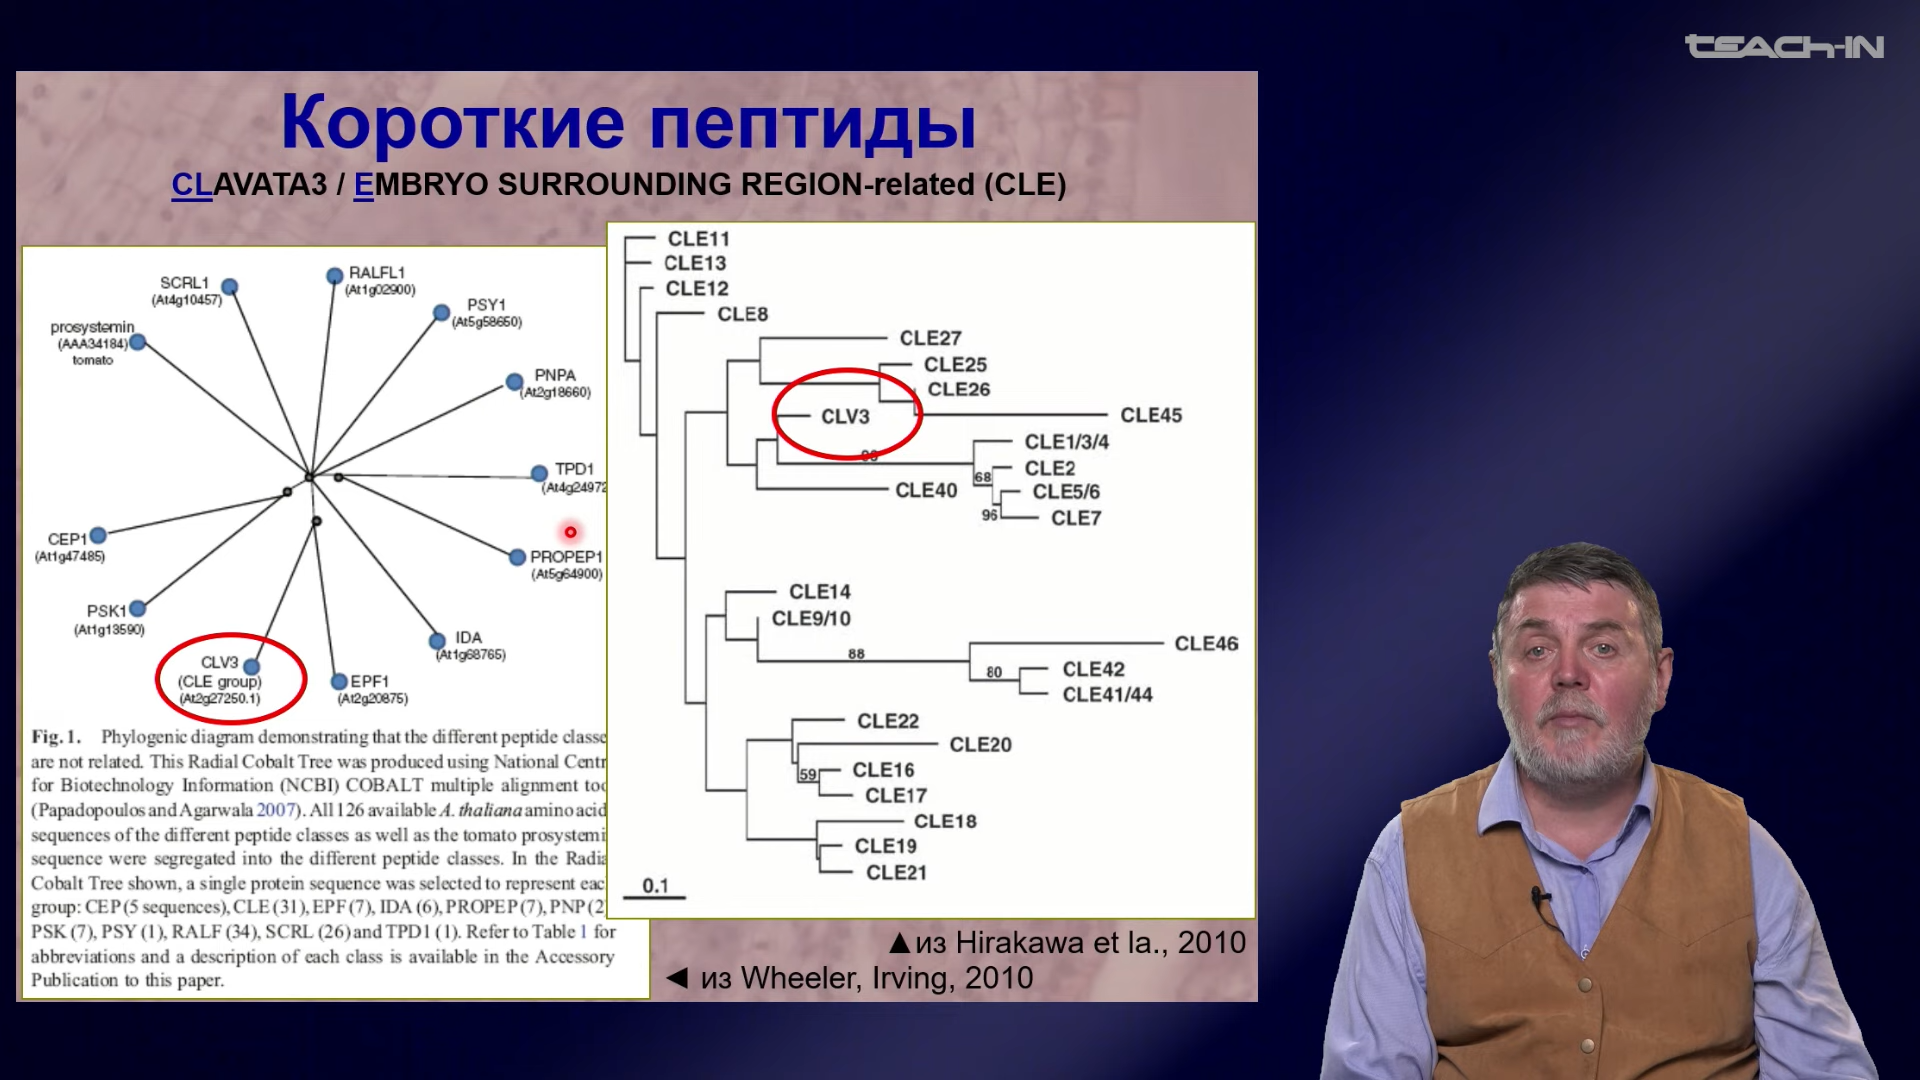 TEACH-IN
Короткие пептиды
CLAVATA3 / EMBRYO SURROUNDING REGION-related (CLE)
SCRL1
(At4g10457)
RALFL1
(At1g02900)
PSY1
(At5g58650)
prosystemin
(AAA34184)
tomato
PNPA
(At2g18660)
TPD1
(At4g24972
CEP1
(At1g47485)
PROPEP1
(At5g64900)
PSK1
(At1g13590)
IDA
(At1g68765)
CLV3
(CLE group)
(At2g27250.1)
EPF1
(At2g20875)
Fig. 1. Phylogenic diagram demonstrating that the different peptide classe
are not related. This Radial Cobalt Tree was produced using National Centr
for Biotechnology Information (NCBI) COBALT multiple alignment too
(Papadopoulos and Agarwala 2007). All 126 available A. thaliana amino acid
sequences of the different peptide classes as well as the tomato prosystemi
sequence were segregated into the different peptide classes. In the Radia
Cobalt Tree shown, a single protein sequence was selected to represent eac
group: CEP (5 sequences), CLE (31), EPF (7), IDA (6), PROPEP (7), PNP (2
PSK (7), PSY (1), RALF (34), SCRL (26) and TPD1 (1). Refer to Table 1 for
abbreviations and a description of each class is available in the Accessory
Publication to this paper.
CLE11
CLE13
CLE12
CLE8
CLE27
CLE25
CLE26
CLV3
CLE45
CLE1/3/4
68
CLE2
CLE40
CLE5/6
96
CLE7
CLE14
CLE9/10
CLE46
88
80
CLE42
CLE41/44
CLE22
CLE20
59
CLE16
CLE17
CLE18
CLE19
CLE21
0.1
▲из Hirakawa et la., 2010
◄ из Wheeler, Irving, 2010